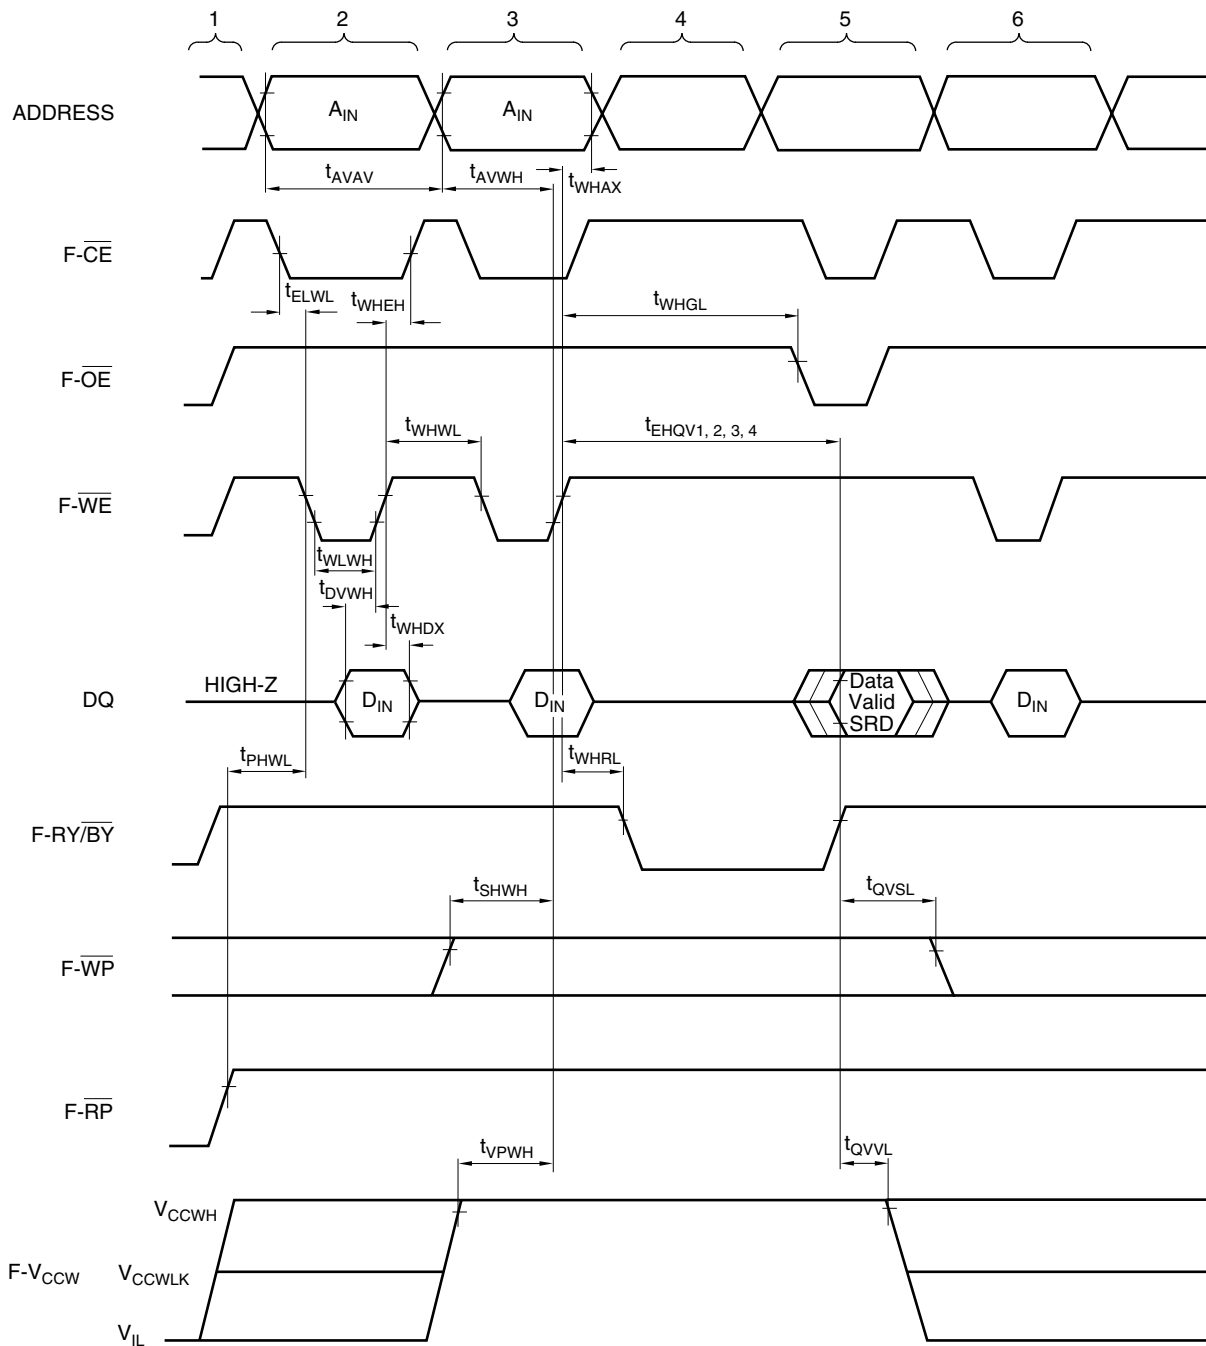 1 2 3 4 5 6
ADDRESS AIN AIN
tAVAV tAVWH tWHAX
F-CE
tELWL tWHEH tWHGL
F-OE
tWHWL tEHQV1, 2, 3, 4
F-WE
tWLWH
tDVWH
tWHDX
DQ HIGH-Z DIN DIN Data Valid SRD DIN
tPHWL tWHRL
F-RY/BY
tSHWH tQVSL
F-WP
F-RP
tVPWH tQVVL
VCCWH
F-VCCW VCCWLK
VIL